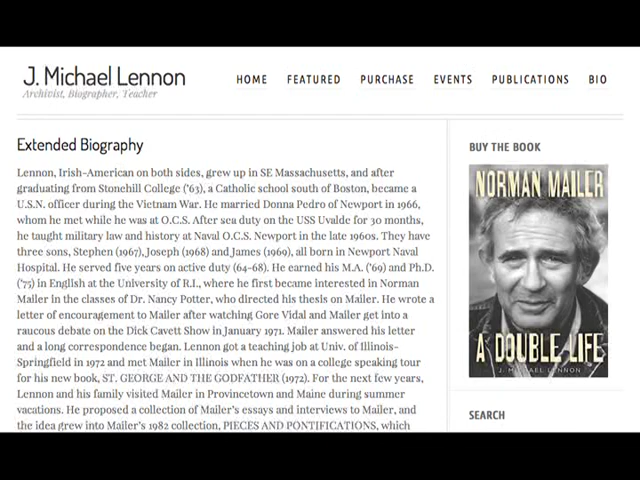 J. Michael Lennon
Archivist, Biographer, Teacher
HOME FEATURED PURCHASE EVENTS PUBLICATIONS BIO
Extended Biography
Lennon, Irish-American on both sides, grew up in SE Massachusetts, and after
graduating from Stonehill College ('63), a Catholic school south of Boston, became a
U.S.N. officer during the Vietnam War. He married Donna Pedro of Newport in 1966,
whom he met while he was at O.C.S. After sea duty on the USS Uvalde for 30 months,
he taught military law and history at Naval O.C.S. Newport in the late 1960s. They have
three sons, Stephen (1967), Joseph (1968) and James (1969), all born in Newport Naval
Hospital. He served five years on active duty (64-68). He earned his M.A. ('69) and Ph.D.
('75) in English at the University of R.I., where he first became interested in Norman
Mailer in the classes of Dr. Nancy Potter, who directed his thesis on Mailer. He wrote a
letter of encouragement to Mailer after watching Gore Vidal and Mailer get into a
raucous debate on the Dick Cavett Show in January 1971. Mailer answered his letter
and a long correspondence began. Lennon got a teaching job at Univ. of Illinois-
Springfield in 1972 and met Mailer in Illinois when he was on a college speaking tour
for his new book, ST. GEORGE AND THE GODFATHER (1972). For the next few years,
Lennon and his family visited Mailer in Provincetown and Maine during summer
vacations. He proposed a collection of Mailer's essays and interviews to Mailer, and
the idea grew into Mailer's 1982 collection, PIECES AND PONTIFICATIONS, which
BUY THE BOOK
NORMAN MAILER
A DOUBLE LIFE
J. MICHAEL LENNON
SEARCH